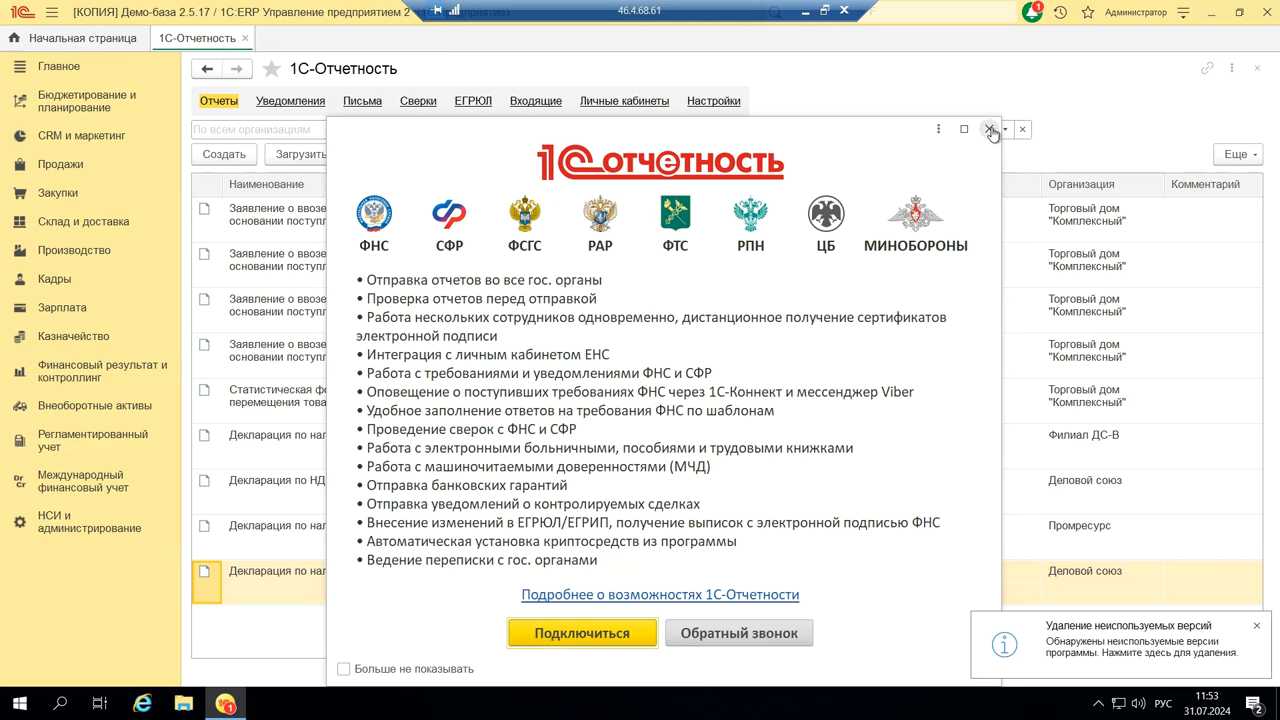 [КОПИЯ] Демо-база 2.5.17 / 1С:ERP Управление предприятием 2
46.4.68.61
1
Администратор
Начальная страница
1С-Отчетность
Главное
Бюджетирование и
планирование
CRM и маркетинг
Продажи
Закупки
Склад и доставка
Производство
Кадры
Зарплата
Казначейство
Финансовый результат и
контроллинг
Внеоборотные активы
Регламентированный
учет
Международный
финансовый учет
НСИ и
администрирование
1С-Отчетность
Отчеты Уведомления Письма Сверки ЕГРЮЛ Входящие Личные кабинеты Настройки
По всем организациям
Создать
Загрузить
Еще
Наименование
Организация
Комментарий
Заявление о ввозе
основании поступл
Торговый дом
"Комплексный"
Заявление о ввозе
основании поступл
Торговый дом
"Комплексный"
Заявление о ввозе
основании поступл
Торговый дом
"Комплексный"
Заявление о ввозе
основании поступл
Торговый дом
"Комплексный"
Статистическая фо
перемещения това
Торговый дом
"Комплексный"
Декларация по нал
Филиал ДС-В
Декларация по НД
Деловой союз
Декларация по нал
Промресурс
Декларация по нал
Деловой союз
1С отчетность
ФНС СФР ФСГС РАР ФТС РПН ЦБ МИНОБОРОНЫ
• Отправка отчетов во все гос. органы
• Проверка отчетов перед отправкой
• Работа нескольких сотрудников одновременно, дистанционное получение сертификатов
электронной подписи
• Интеграция с личным кабинетом ЕНС
• Работа с требованиями и уведомлениями ФНС и СФР
• Оповещение о поступивших требованиях ФНС через 1С-Коннект и мессенджер Viber
• Удобное заполнение ответов на требования ФНС по шаблонам
• Проведение сверок с ФНС и СФР
• Работа с электронными больничными, пособиями и трудовыми книжками
• Работа с машиночитаемыми доверенностями (МЧД)
• Отправка банковских гарантий
• Отправка уведомлений о контролируемых сделках
• Внесение изменений в ЕГРЮЛ/ЕГРИП, получение выписок с электронной подписью ФНС
• Автоматическая установка криптосредств из программы
• Ведение переписки с гос. органами
Подробнее о возможностях 1С-Отчетности
Подключиться
Обратный звонок
Больше не показывать
Удаление неиспользуемых версий
Обнаружены неиспользуемые версии
программы. Нажмите здесь для удаления.
1
РУС
11:53
31.07.2024
2